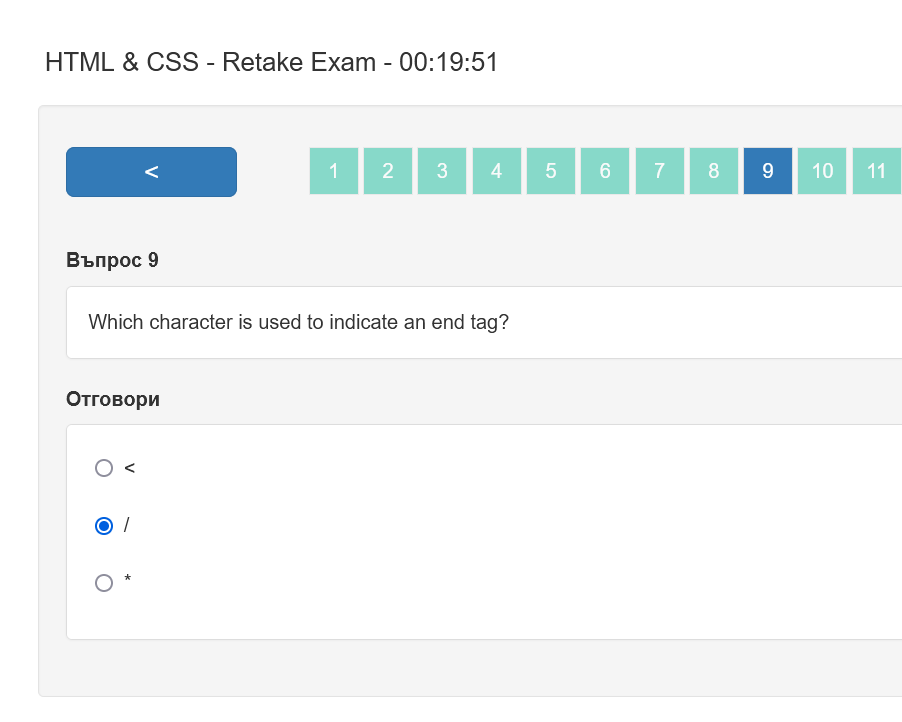 HTML & CSS - Retake Exam - 00:19:51
< 1 2 3 4 5 6 7 8 9 10 11
Въпрос 9
Which character is used to indicate an end tag?
Отговори
<
/
*